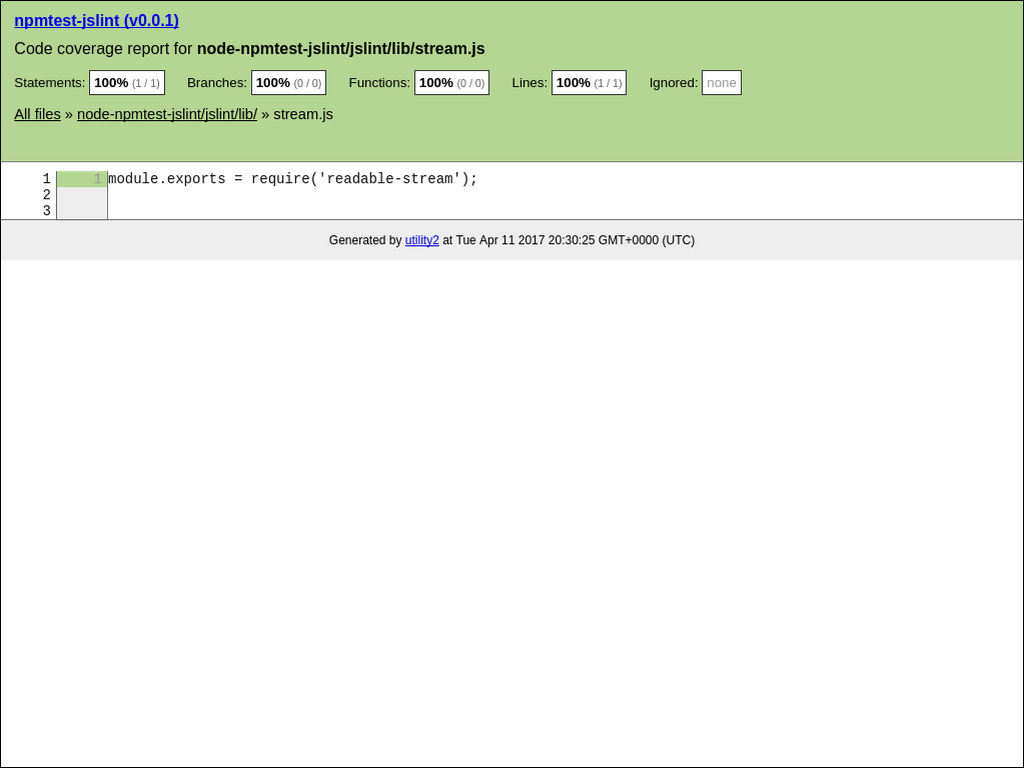 npmtest-jslint (v0.0.1)
Code coverage report for node-npmtest-jslint/jslint/lib/stream.js
Statements: 100% (1 / 1) Branches: 100% (0 / 0) Functions: 100% (0 / 0) Lines: 100% (1 / 1) Ignored: none
All files » node-npmtest-jslint/jslint/lib/ » stream.js
1 1 module.exports = require('readable-stream');
2
3
Generated by utility2 at Tue Apr 11 2017 20:30:25 GMT+0000 (UTC)